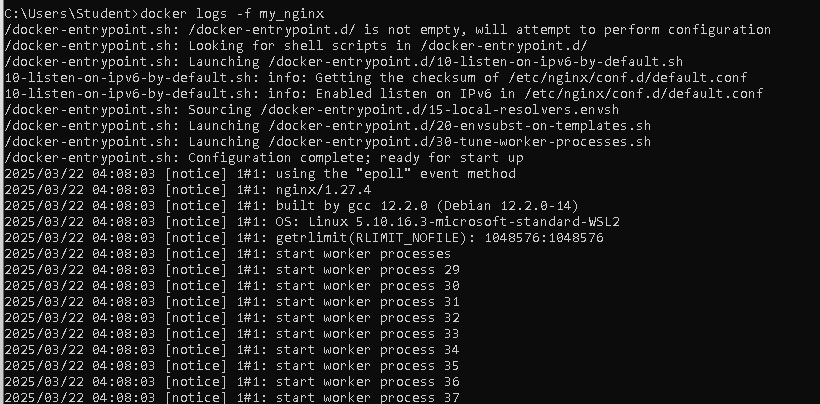 C:\Users\Student>docker logs -f my_nginx
/docker-entrypoint.sh: /docker-entrypoint.d/ is not empty, will attempt to perform configuration
/docker-entrypoint.sh: Looking for shell scripts in /docker-entrypoint.d/
/docker-entrypoint.sh: Launching /docker-entrypoint.d/10-listen-on-ipv6-by-default.sh
10-listen-on-ipv6-by-default.sh: info: Getting the checksum of /etc/nginx/conf.d/default.conf
10-listen-on-ipv6-by-default.sh: info: Enabled listen on IPv6 in /etc/nginx/conf.d/default.conf
/docker-entrypoint.sh: Sourcing /docker-entrypoint.d/15-local-resolvers.envsh
/docker-entrypoint.sh: Launching /docker-entrypoint.d/20-envsubst-on-templates.sh
/docker-entrypoint.sh: Launching /docker-entrypoint.d/30-tune-worker-processes.sh
/docker-entrypoint.sh: Configuration complete; ready for start up
2025/03/22 04:08:03 [notice] 1#1: using the "epoll" event method
2025/03/22 04:08:03 [notice] 1#1: nginx/1.27.4
2025/03/22 04:08:03 [notice] 1#1: built by gcc 12.2.0 (Debian 12.2.0-14)
2025/03/22 04:08:03 [notice] 1#1: OS: Linux 5.10.16.3-microsoft-standard-WSL2
2025/03/22 04:08:03 [notice] 1#1: getrlimit(RLIMIT_NOFILE): 1048576:1048576
2025/03/22 04:08:03 [notice] 1#1: start worker processes
2025/03/22 04:08:03 [notice] 1#1: start worker process 29
2025/03/22 04:08:03 [notice] 1#1: start worker process 30
2025/03/22 04:08:03 [notice] 1#1: start worker process 31
2025/03/22 04:08:03 [notice] 1#1: start worker process 32
2025/03/22 04:08:03 [notice] 1#1: start worker process 33
2025/03/22 04:08:03 [notice] 1#1: start worker process 34
2025/03/22 04:08:03 [notice] 1#1: start worker process 35
2025/03/22 04:08:03 [notice] 1#1: start worker process 36
2025/03/22 04:08:03 [notice] 1#1: start worker process 37